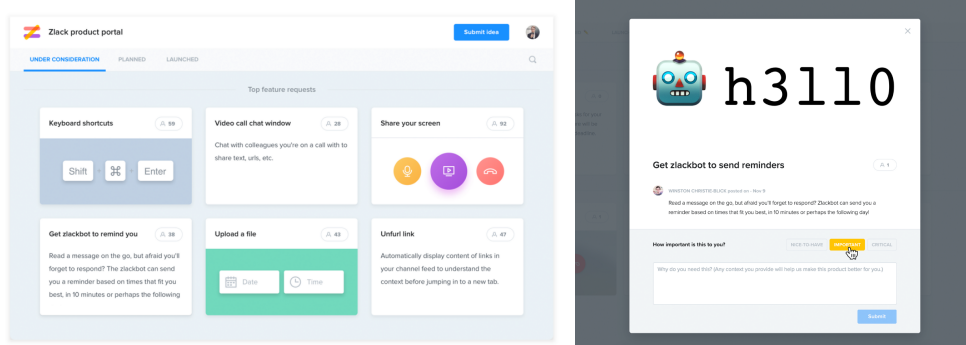 Zlack product portal
Submit idea
UNDER CONSIDERATION PLANNED LAUNCHED
Top feature requests
Keyboard shortcuts 59
Shift + ⌘ + Enter
Video call chat window 28
Chat with colleagues you're on a call with to
share text, urls, etc.
Share your screen 92
Get zlackbot to remind you 38
Read a message on the go, but afraid you'll
forget to respond? The zlackbot can send
you a reminder based on times that fit you
best, in 10 minutes or perhaps the following
Upload a file 43
Date Time
Unfurl link 47
Automatically display content of links in
your channel feed to understand the
context before jumping in to a new tab.
h3ll0
Get zlackbot to send reminders 1
WINSTON CHRISTIE-BLICK posted on - Nov 9
Read a message on the go, but afraid you'll forget to respond? Zlackbot can send you a
reminder based on times that fit you best, in 10 minutes or perhaps the following day!
How important is this to you? NICE-TO-HAVE IMPORTANT CRITICAL
Why do you need this? (Any context you provide will help us make this product better for you.)
Submit